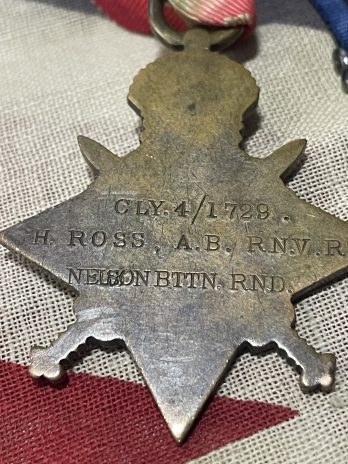 CLY.4/1729.
H. ROSS, A.B. R.N.V.R
NELSON BTTN. RND.